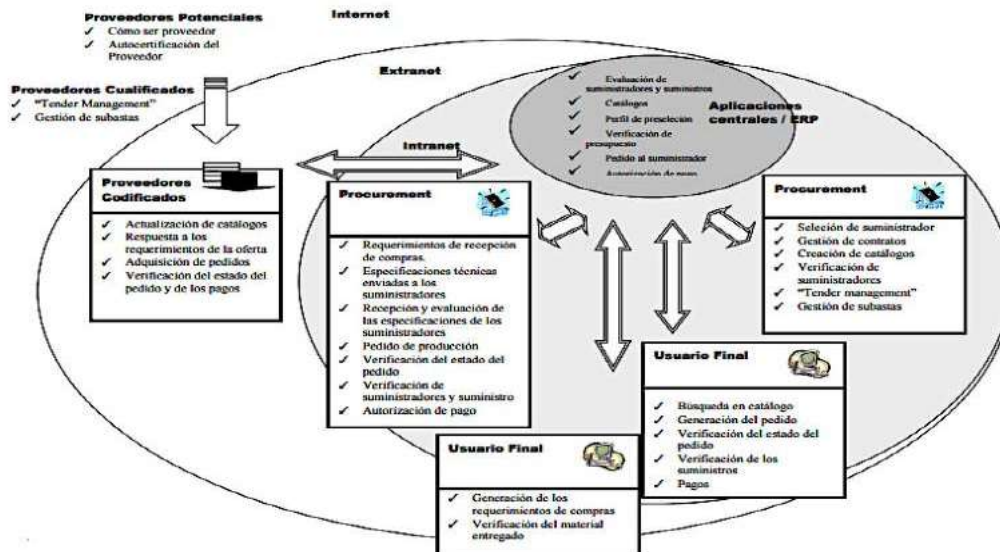 Internet
Proveedores Potenciales
✓ Cómo ser proveedor
✓ Autocertificación del
Proveedor
Extranet
Proveedores Cualificados
✓ "Tender Management"
✓ Gestión de subastas
✓ Evaluación de
suministradores y suministros
✓ Catálogos
✓ Perfil de preselección
✓ Verificación de
presupuesto
✓ Pedido al suministrador
✓ Autorización de pago
Aplicaciones
centrales / ERP
Intranet
Proveedores
Codificados
✓ Actualización de catálogos
✓ Respuesta a los
requerimientos de la oferta
✓ Adquisición de pedidos
✓ Verificación del estado del
pedido y de los pagos
Procurement
✓ Requerimientos de recepción
de compras.
✓ Especificaciones técnicas
enviadas a los
suministradores
✓ Recepción y evaluación de
las especificaciones de los
suministradores
✓ Pedido de producción
✓ Verificación del estado del
pedido
✓ Verificación de
suministradores y suministro
✓ Autorización de pago
Procurement
✓ Seleción de suministrador
✓ Gestión de contratos
✓ Creación de catálogos
✓ Verificación de
suministradores
✓ "Tender management"
✓ Gestión de subastas
Usuario Final
✓ Búsqueda en catálogo
✓ Generación del pedido
✓ Verificación del estado del
pedido
✓ Verificación de los
suministros
✓ Pagos
Usuario Final
✓ Generación de los
requerimientos de compras
✓ Verificación del material
entregado